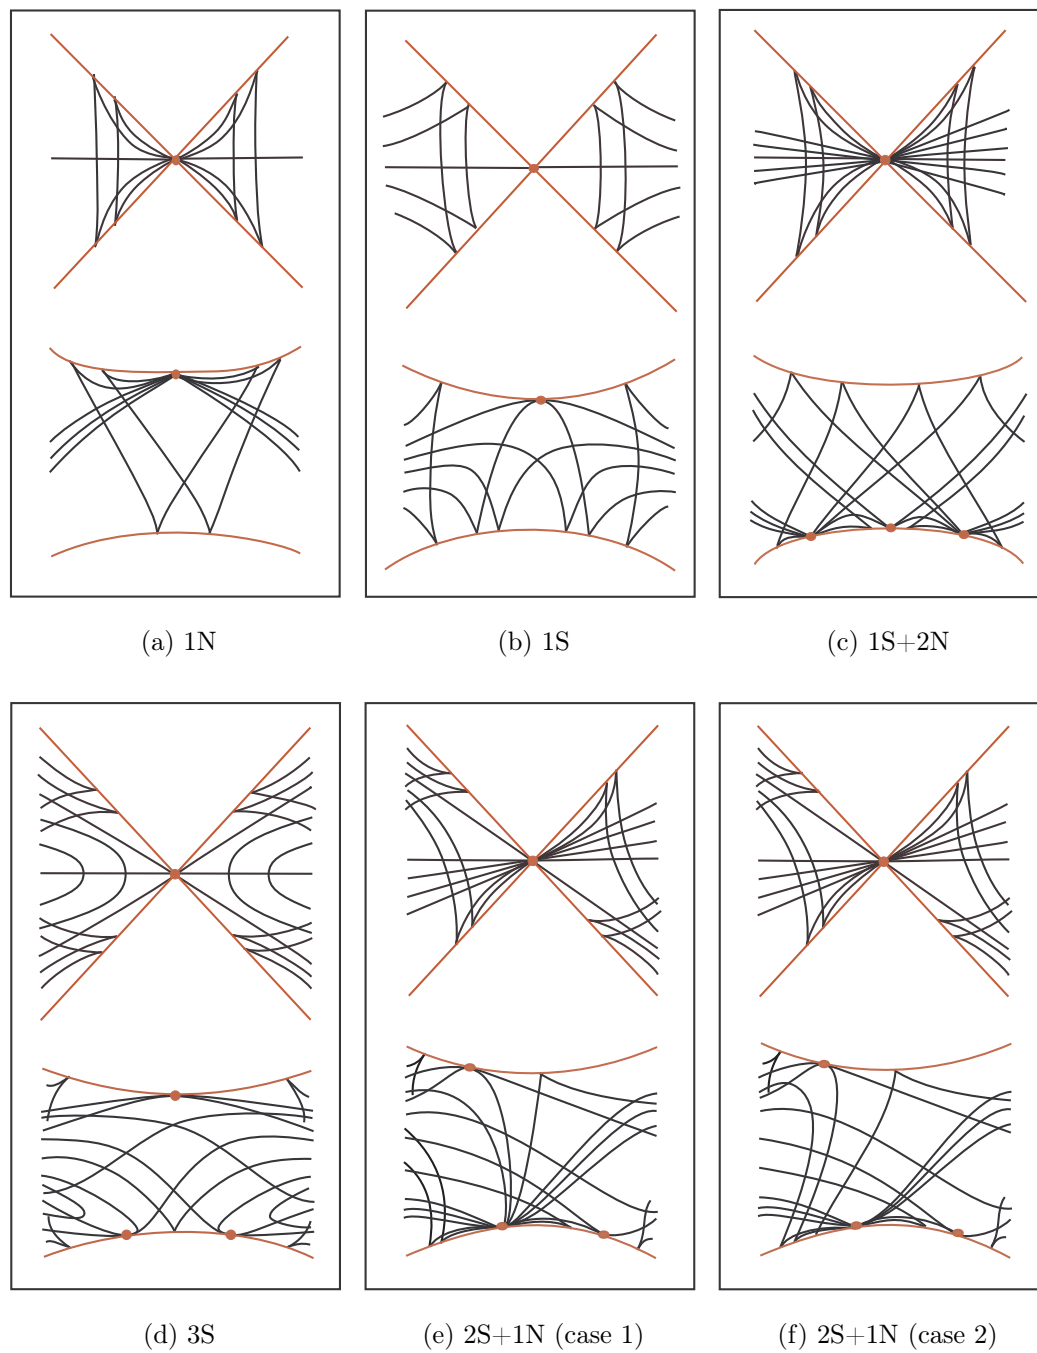 (a) 1N
(b) 1S
(c) 1S+2N
(d) 3S
(e) 2S+1N (case 1)
(f) 2S+1N (case 2)